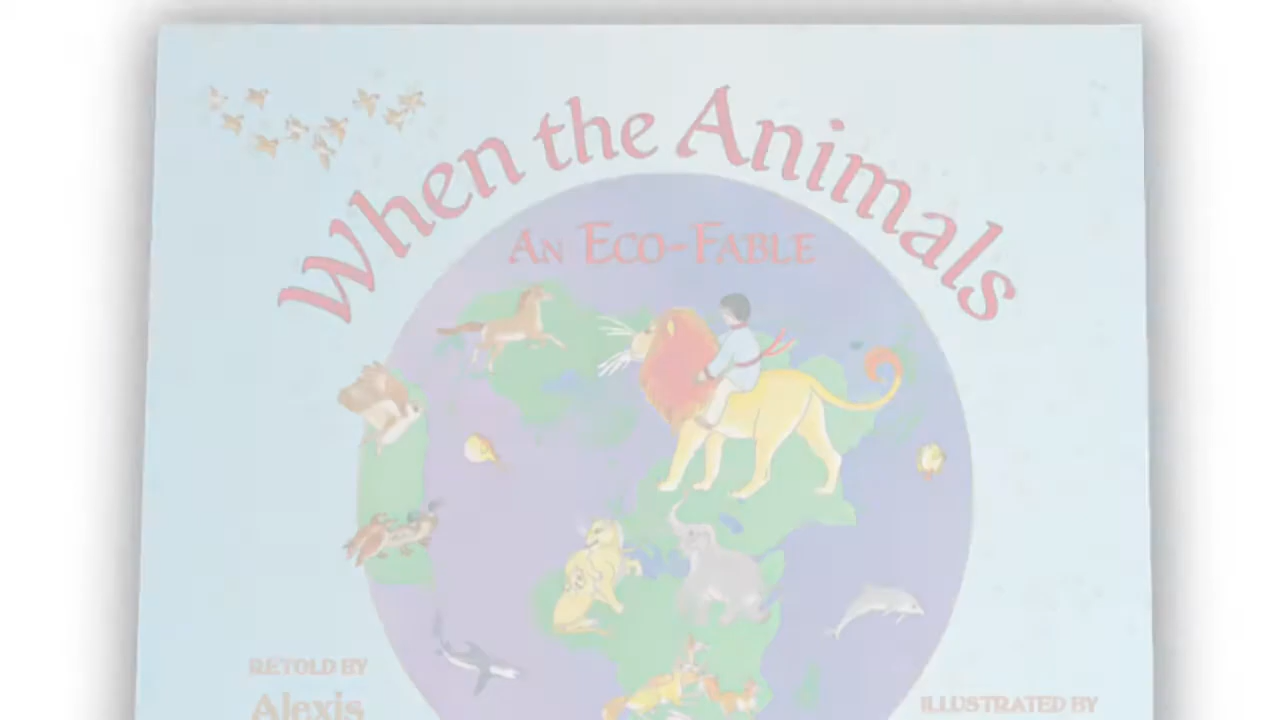 When the Animals
AN ECO-FABLE
RETOLD BY
Alexis
ILLUSTRATED BY